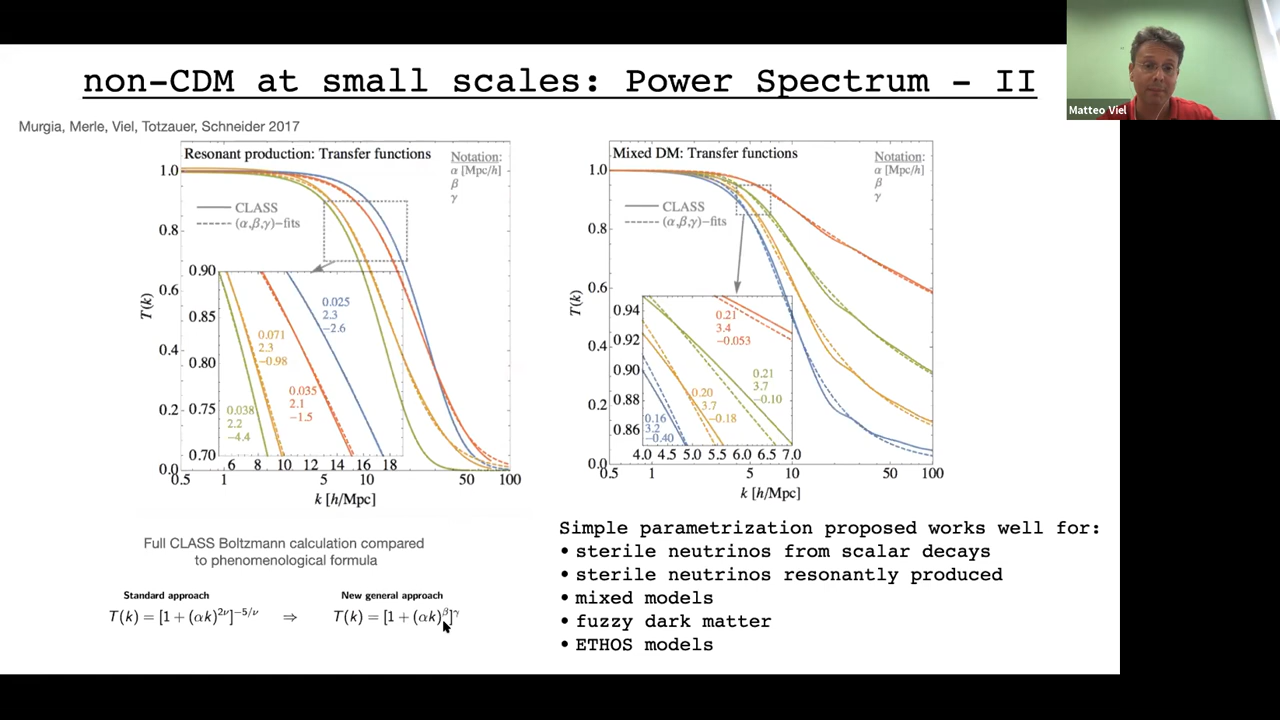 non-CDM at small scales: Power Spectrum - II
Matteo Viel
Murgia, Merle, Viel, Totzauer, Schneider 2017
Resonant production: Transfer functions
Notation:
α [Mpc/h]
β
γ
CLASS
(α,β,γ)-fits
1.0
0.8
0.6
0.4
0.2
0.0
T(k)
0.90
0.85
0.80
0.75
0.70
0.025
2.3
−2.6
0.071
2.3
−0.98
0.035
2.1
−1.5
0.038
2.2
−4.4
6 8 10 12 14 16 18
0.5 1 5 10 50 100
k [h/Mpc]
Mixed DM: Transfer functions
Notation:
α [Mpc/h]
β
γ
CLASS
(α,β,γ)-fits
1.0
0.8
0.6
0.4
0.2
0.0
T(k)
0.94
0.92
0.90
0.88
0.86
0.21
3.4
−0.053
0.21
3.7
−0.10
0.20
3.7
−0.18
0.16
3.2
−0.40
4.0 4.5 5.0 5.5 6.0 6.5 7.0
0.5 1 5 10 50 100
k [h/Mpc]
Full CLASS Boltzmann calculation compared
to phenomenological formula
Standard approach
New general approach
T(k) = [1 + (αk)^{2ν}]^{−5/ν} ⇒ T(k) = [1 + (αk)^β]^γ
Simple parametrization proposed works well for:
• sterile neutrinos from scalar decays
• sterile neutrinos resonantly produced
• mixed models
• fuzzy dark matter
• ETHOS models